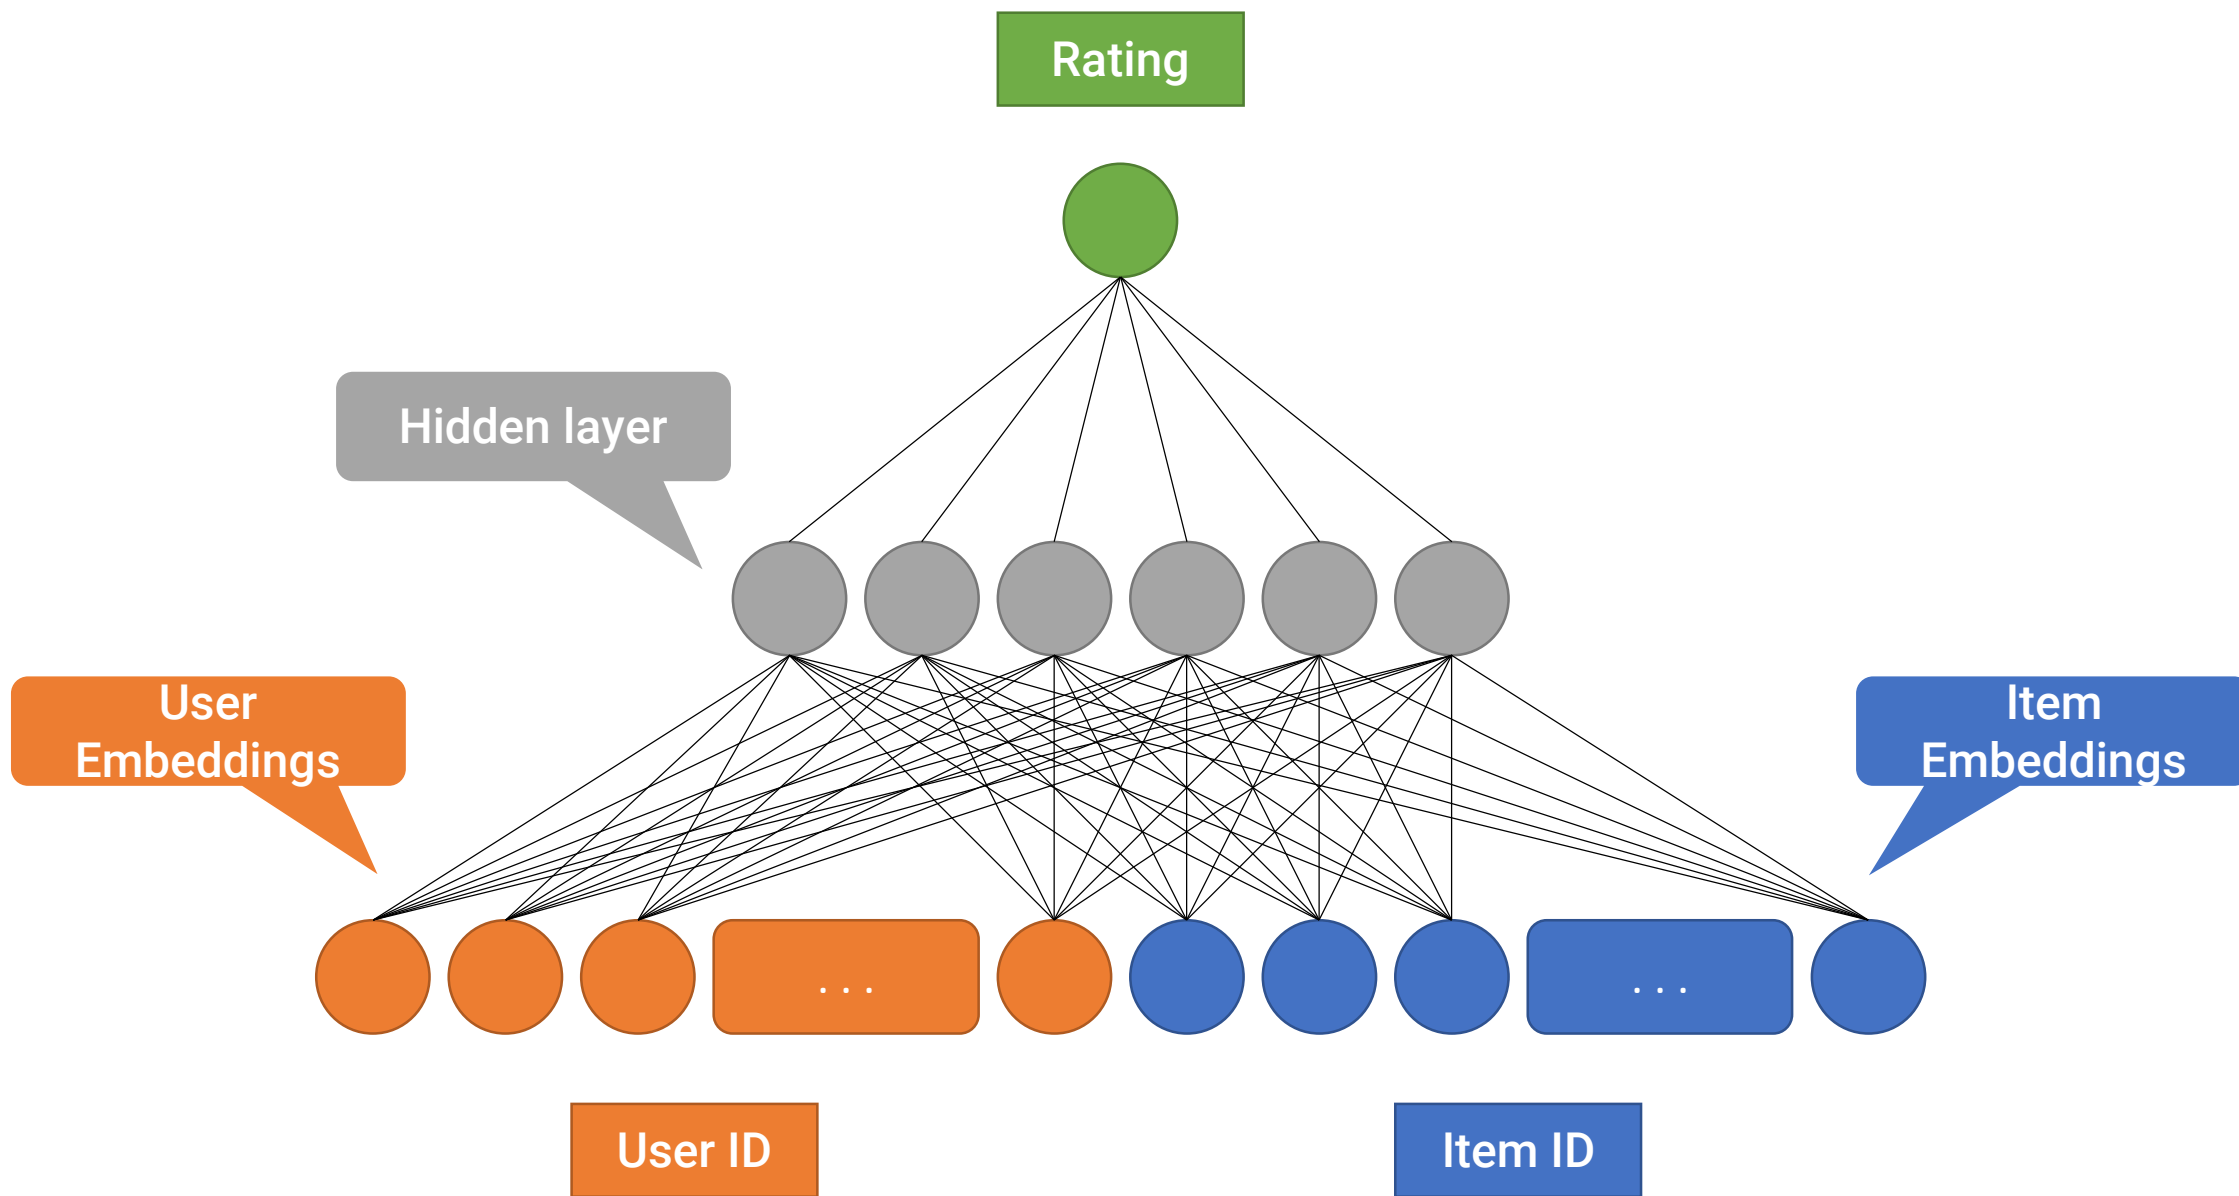 Rating
Hidden layer
User
Embeddings
Item
Embeddings
. . .
. . .
User ID
Item ID